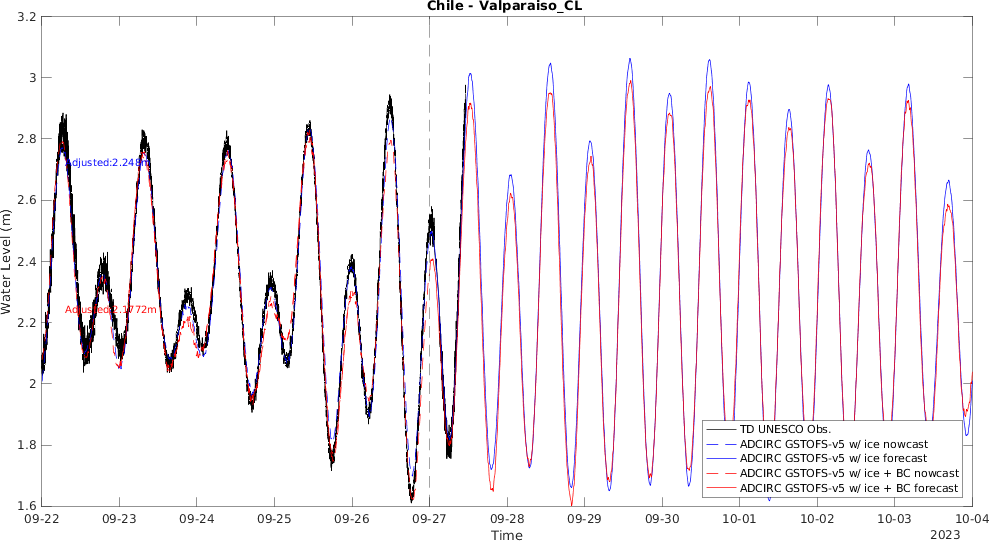 Chile - Valparaiso_CL
3.2
3
2.8
2.6
2.4
2.2
2
1.8
1.6
Water Level (m)
Adjusted:2.248m
Adjusted:2.1772m
TD UNESCO Obs.
ADCIRC GSTOFS-v5 w/ ice nowcast
ADCIRC GSTOFS-v5 w/ ice forecast
ADCIRC GSTOFS-v5 w/ ice + BC nowcast
ADCIRC GSTOFS-v5 w/ ice + BC forecast
09-22 09-23 09-24 09-25 09-26 09-27 09-28 09-29 09-30 10-01 10-02 10-03 10-04
Time
2023